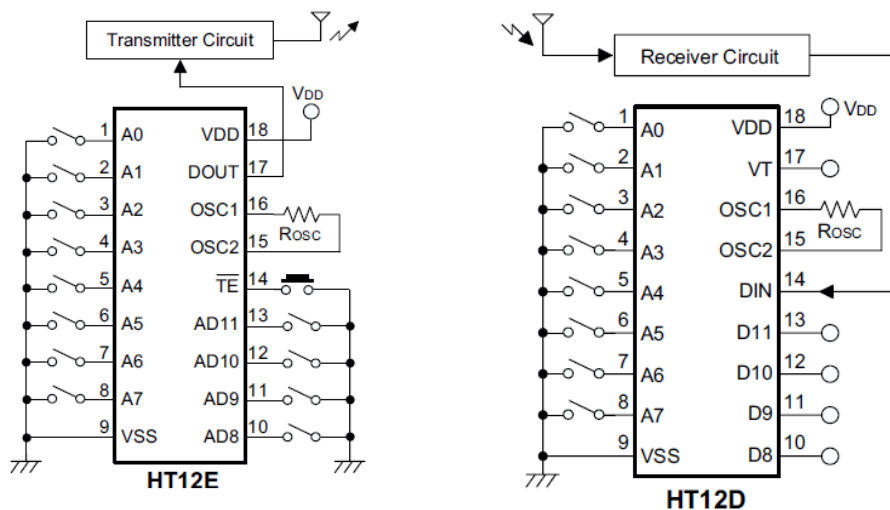 Transmitter Circuit
VDD
1 A0 VDD 18
2 A1 DOUT 17
3 A2 OSC1 16
ROSC
4 A3 OSC2 15
5 A4 TE 14
6 A5 AD11 13
7 A6 AD10 12
8 A7 AD9 11
9 VSS AD8 10
HT12E
Receiver Circuit
VDD
1 A0 VDD 18
2 A1 VT 17
3 A2 OSC1 16
ROSC
4 A3 OSC2 15
5 A4 DIN 14
6 A5 D11 13
7 A6 D10 12
8 A7 D9 11
9 VSS D8 10
HT12D